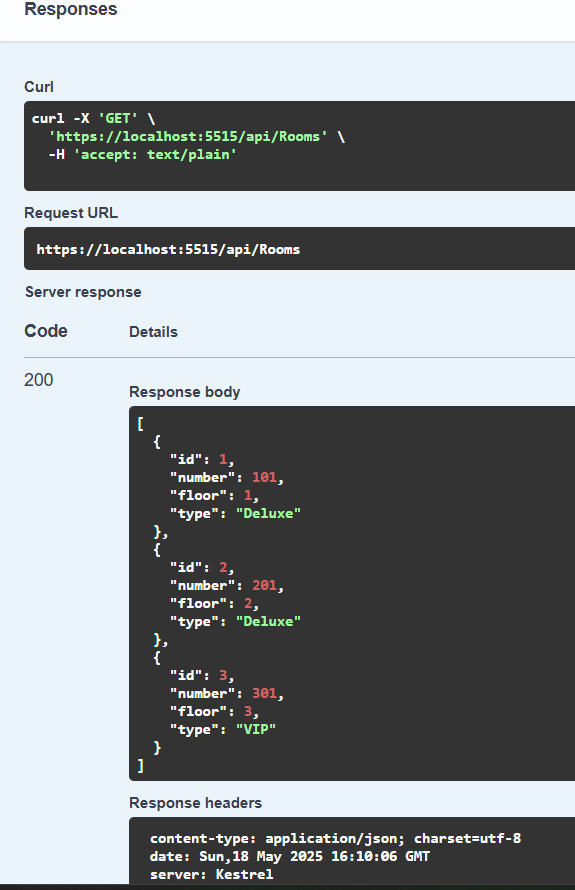 Responses
Curl
curl -X 'GET' \
  'https://localhost:5515/api/Rooms' \
  -H 'accept: text/plain'
Request URL
https://localhost:5515/api/Rooms
Server response
Code Details
200
Response body
[
  {
    "id": 1,
    "number": 101,
    "floor": 1,
    "type": "Deluxe"
  },
  {
    "id": 2,
    "number": 201,
    "floor": 2,
    "type": "Deluxe"
  },
  {
    "id": 3,
    "number": 301,
    "floor": 3,
    "type": "VIP"
  }
]
Response headers
content-type: application/json; charset=utf-8
date: Sun,18 May 2025 16:10:06 GMT
server: Kestrel